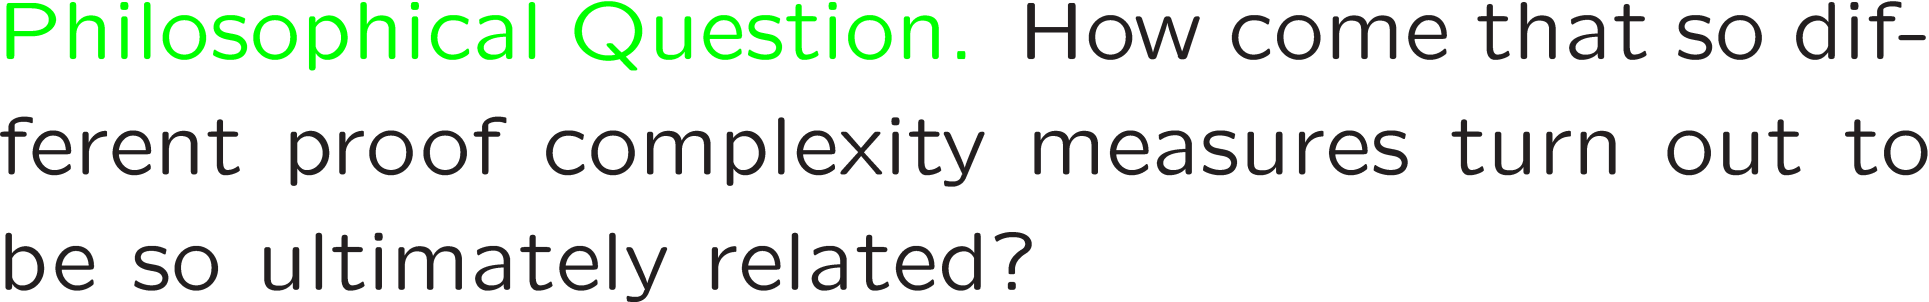 Philosophical Question. How come that so dif-
ferent proof complexity measures turn out to
be so ultimately related?